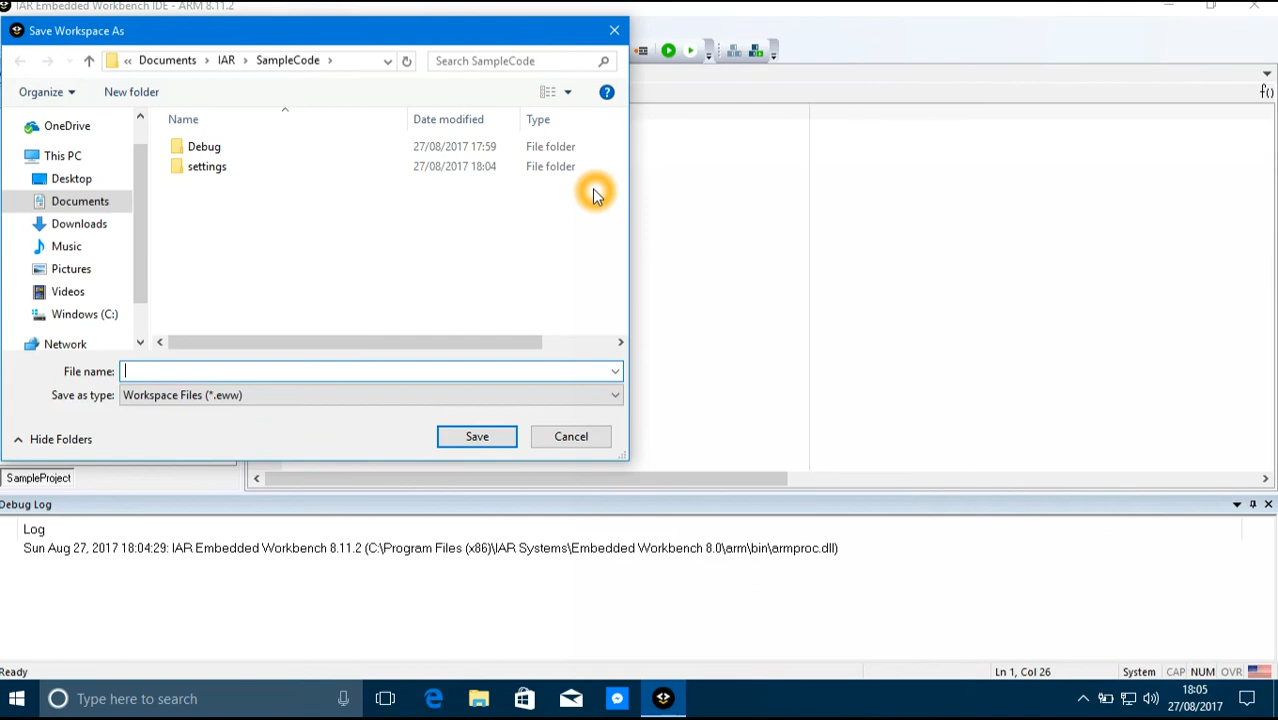 IAR Embedded Workbench IDE - ARM 8.11.2
Save Workspace As
« Documents > IAR > SampleCode >
Search SampleCode
Organize
New folder
?
f()
Name
Date modified
Type
OneDrive
This PC
Desktop
Documents
Downloads
Music
Pictures
Videos
Windows (C:)
Network
Debug 27/08/2017 17:59 File folder
settings 27/08/2017 18:04 File folder
File name:
Save as type: Workspace Files (*.eww)
Hide Folders
Save
Cancel
SampleProject
Debug Log
Log
Sun Aug 27, 2017 18:04:29: IAR Embedded Workbench 8.11.2 (C:\Program Files (x86)\IAR Systems\Embedded Workbench 8.0\arm\bin\armproc.dll)
Ready
Ln 1, Col 26
System
CAP NUM OVR
Type here to search
18:05
27/08/2017